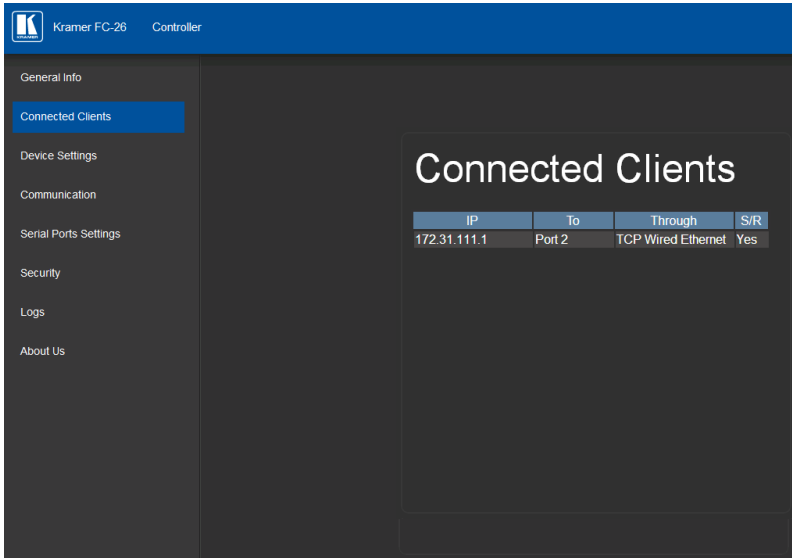 Kramer FC-26 Controller
KRAMER
General Info
Connected Clients
Device Settings
Communication
Serial Ports Settings
Security
Logs
About Us
Connected Clients
IP To Through S/R
172.31.111.1 Port 2 TCP Wired Ethernet Yes